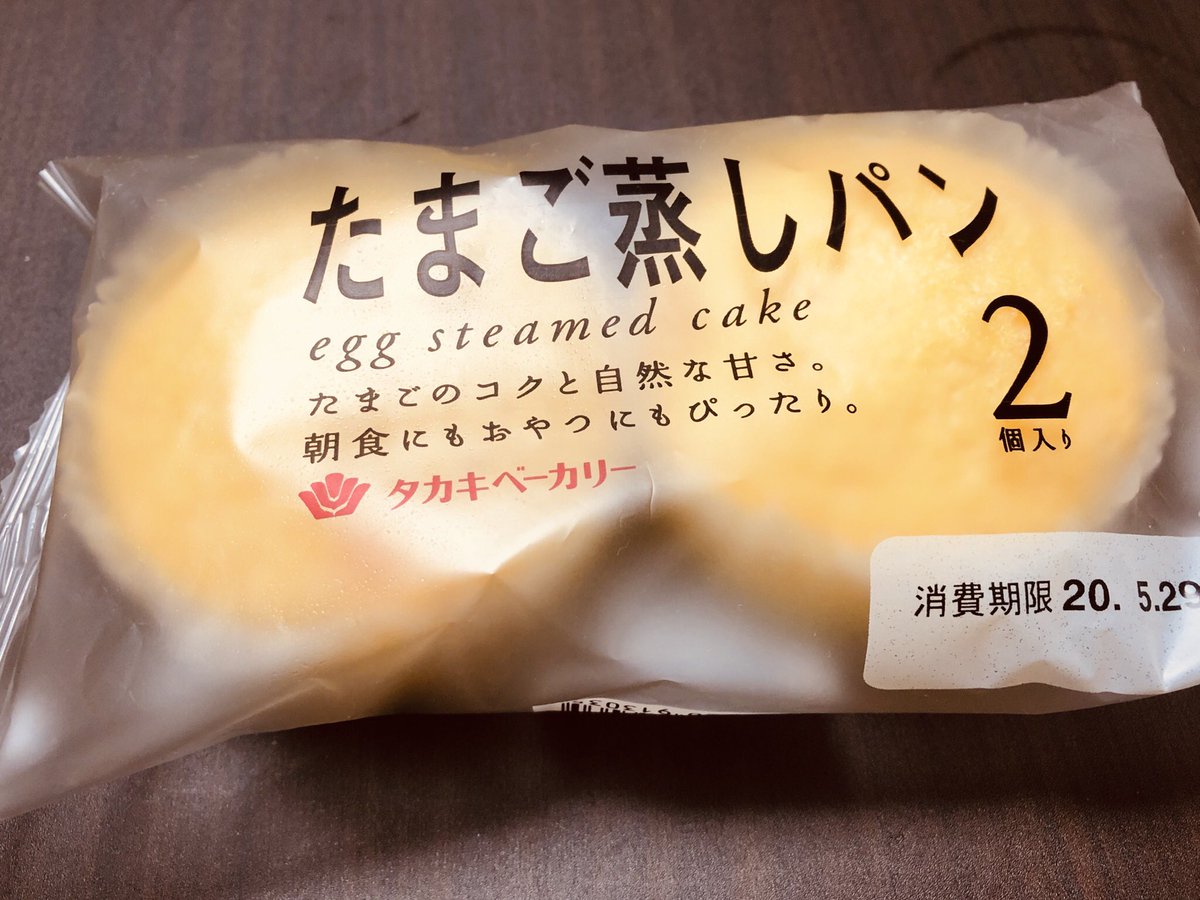 たまご蒸しパン
egg steamed cake
たまごのコクと自然な甘さ。
朝食にもおやつにもぴったり。
タカキベーカリー
2
個入り
消費期限 20. 5.29